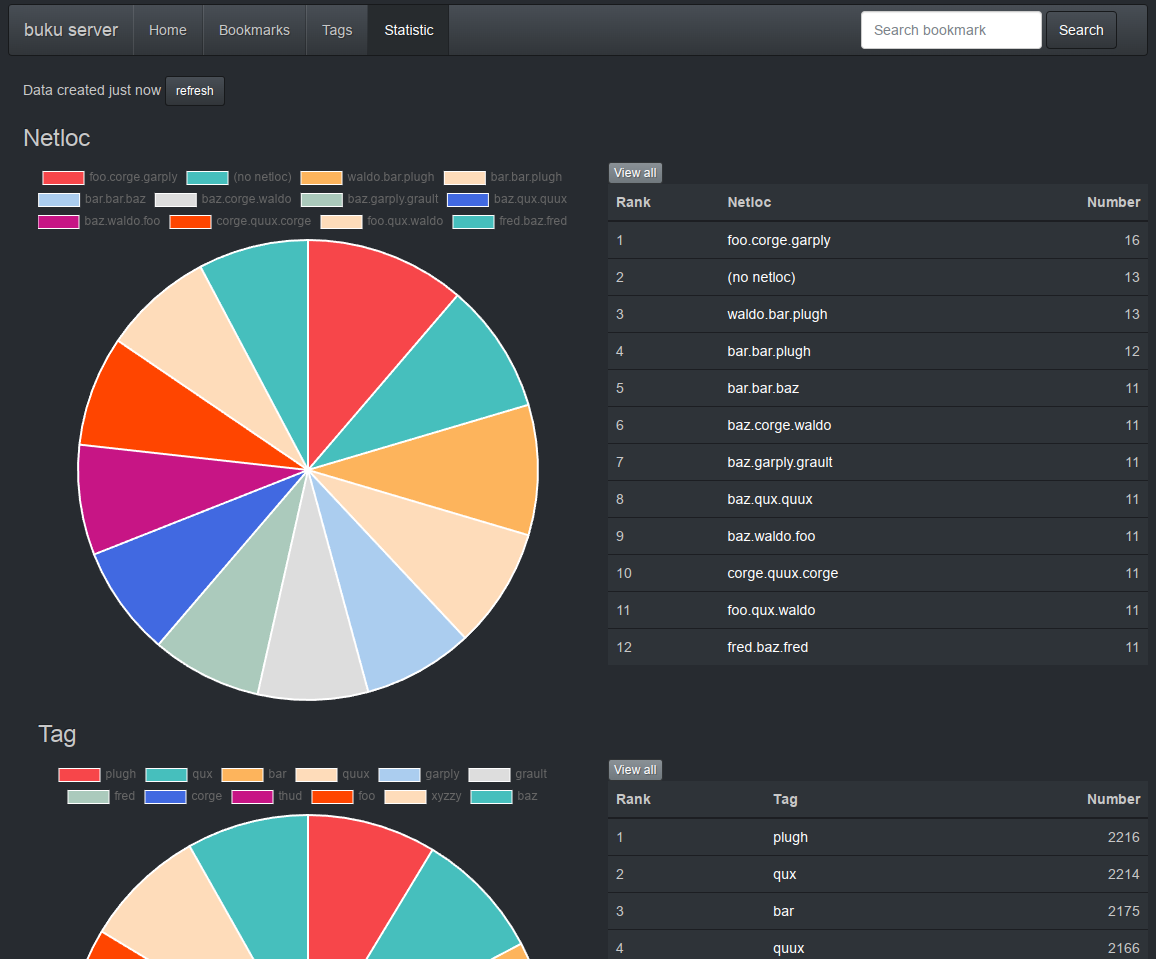 buku server Home Bookmarks Tags Statistic Search bookmark Search
Data created just now refresh
Netloc
foo.corge.garply (no netloc) waldo.bar.plugh bar.bar.plugh
bar.bar.baz baz.corge.waldo baz.garply.grault baz.qux.quux
baz.waldo.foo corge.quux.corge foo.qux.waldo fred.baz.fred
View all
Rank Netloc Number
1 foo.corge.garply 16
2 (no netloc) 13
3 waldo.bar.plugh 13
4 bar.bar.plugh 12
5 bar.bar.baz 11
6 baz.corge.waldo 11
7 baz.garply.grault 11
8 baz.qux.quux 11
9 baz.waldo.foo 11
10 corge.quux.corge 11
11 foo.qux.waldo 11
12 fred.baz.fred 11
Tag
plugh qux bar quux garply grault
fred corge thud foo xyzzy baz
View all
Rank Tag Number
1 plugh 2216
2 qux 2214
3 bar 2175
4 quux 2166